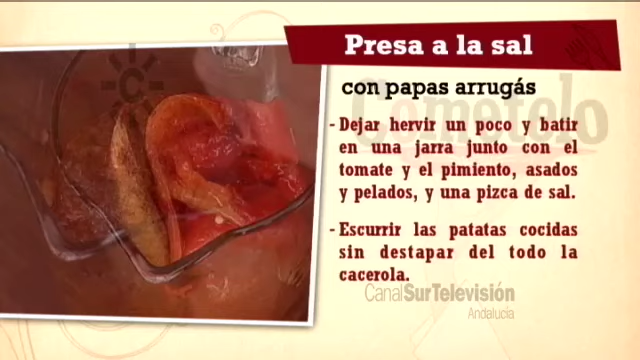 Presa a la sal
con papas arrugás
Cómetelo
- Dejar hervir un poco y batir
en una jarra junto con el
tomate y el pimiento, asados
y pelados, y una pizca de sal.
- Escurrir las patatas cocidas
sin destapar del todo la
cacerola.
CanalSurTelevisión
Andalucía